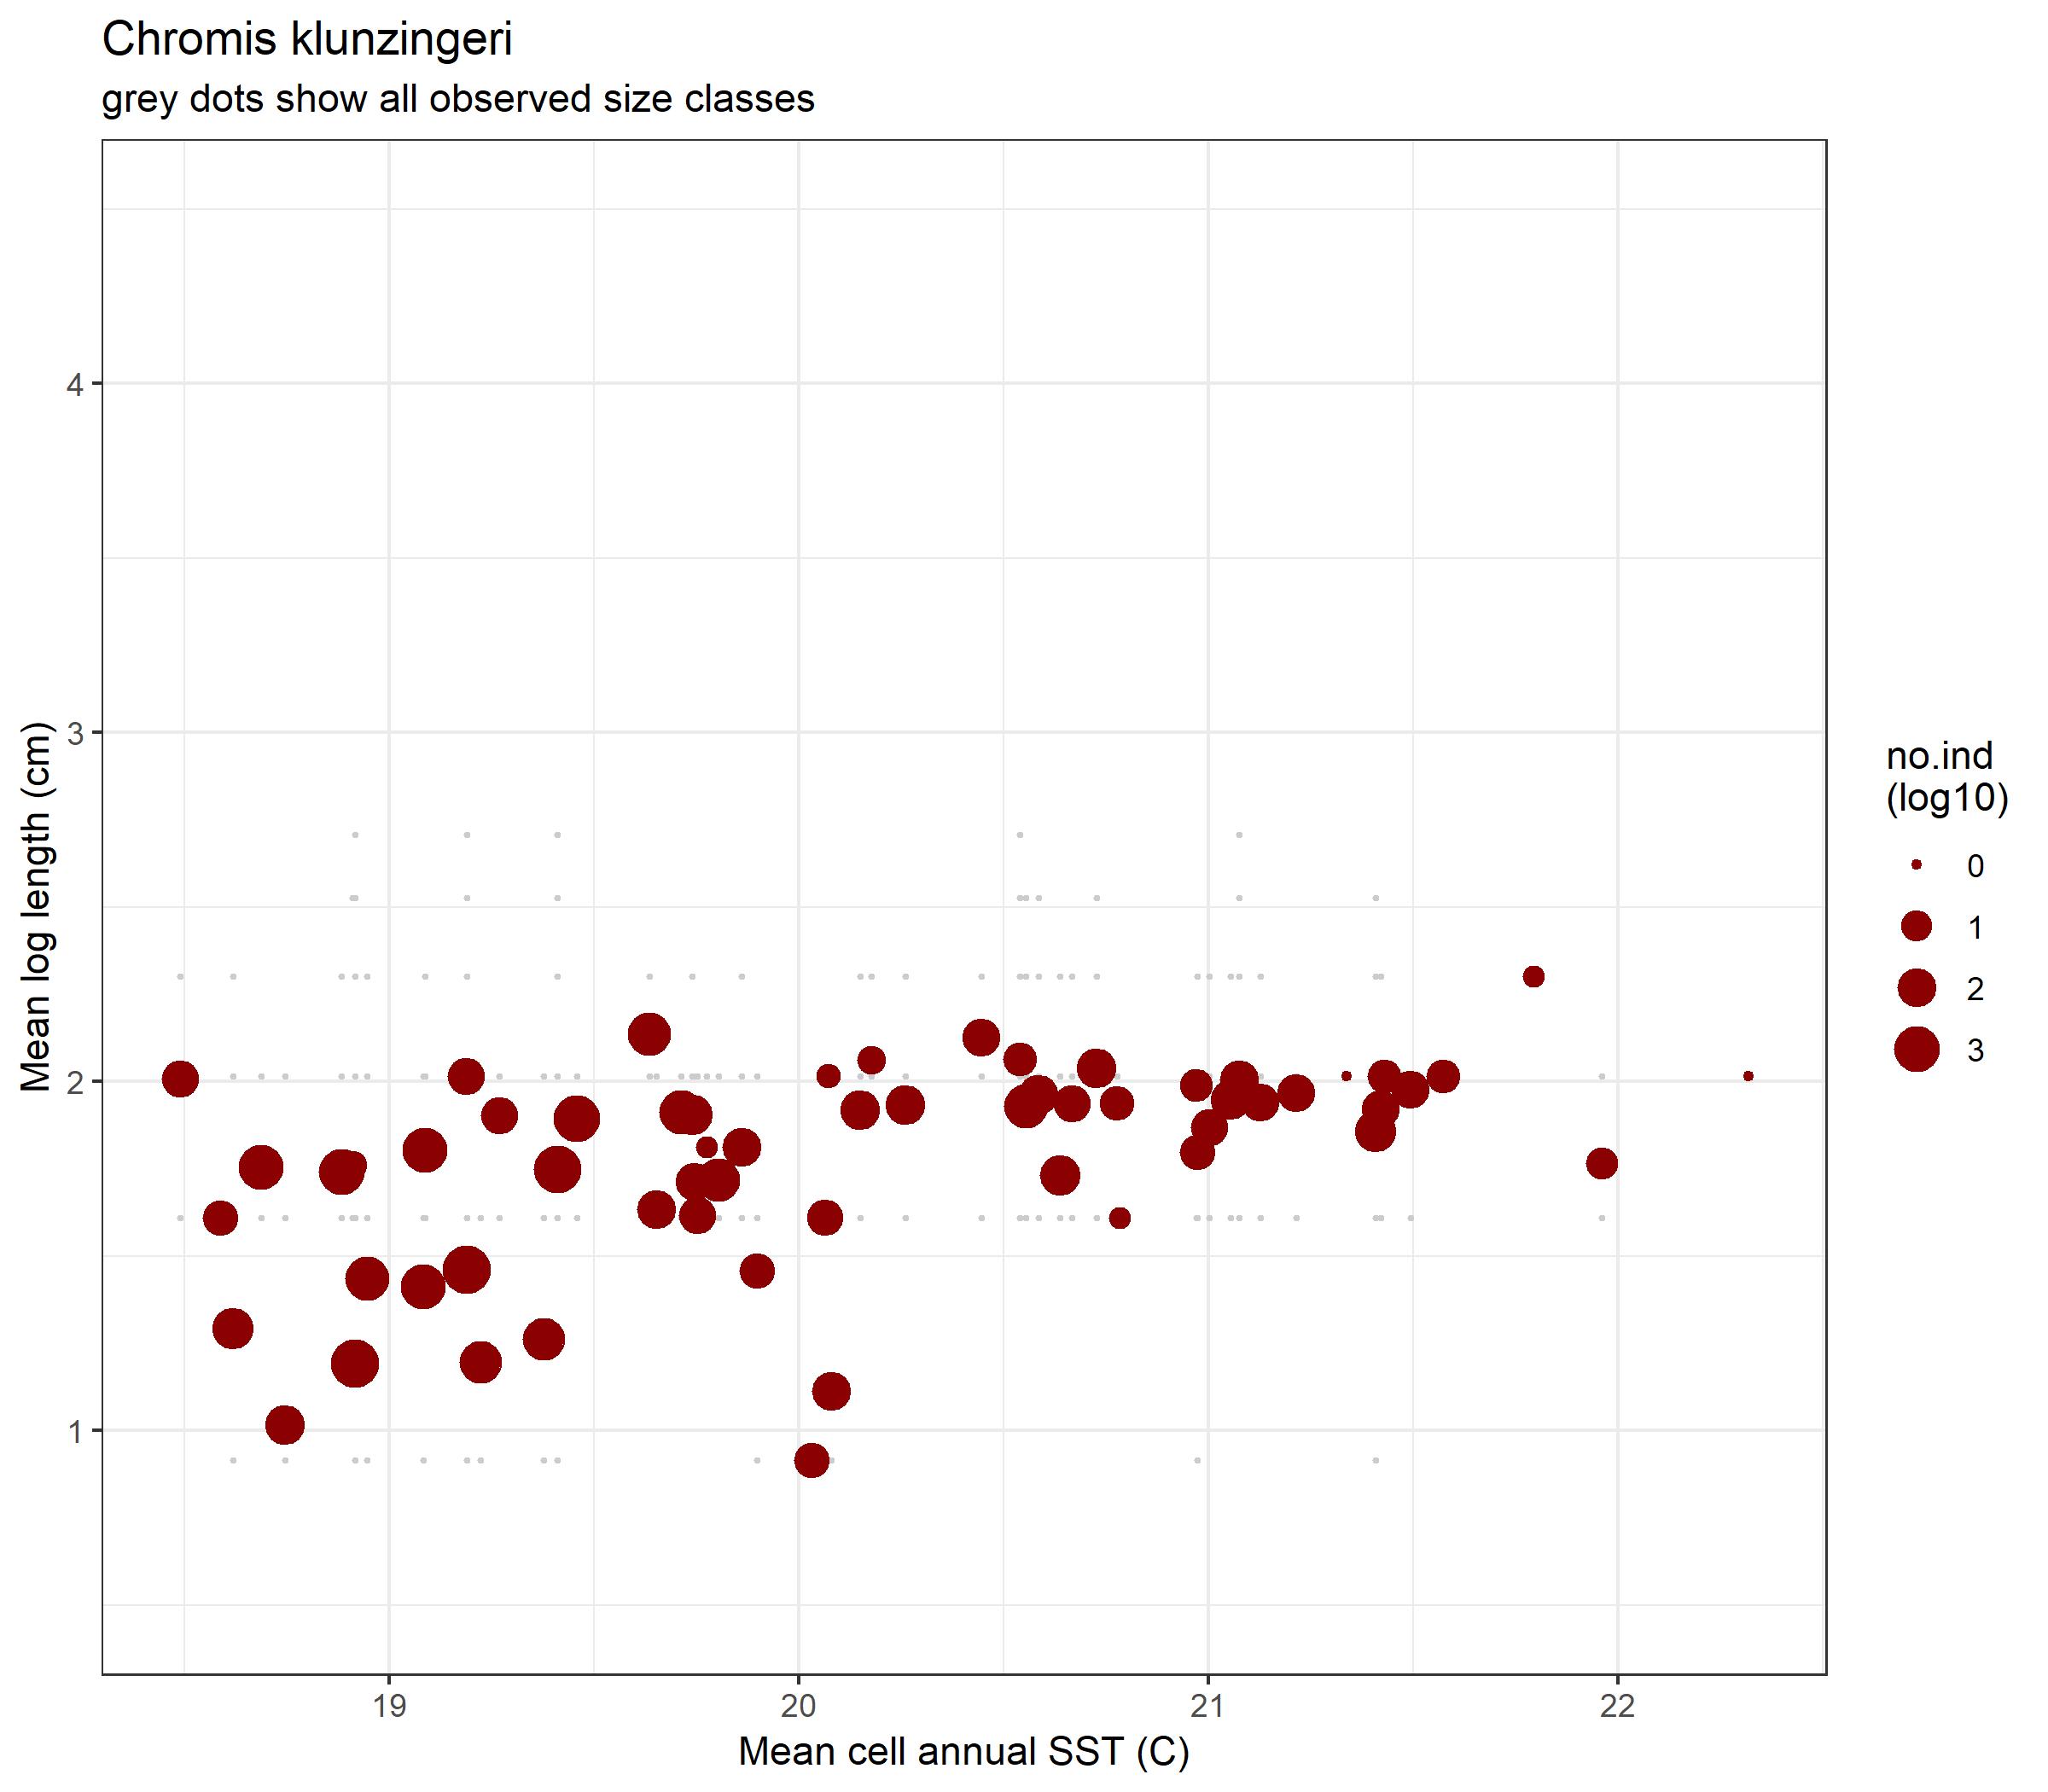 Chromis klunzingeri
grey dots show all observed size classes
Mean log length (cm)
4
3
2
1
19
20
21
22
Mean cell annual SST (C)
no.ind
(log10)
0
1
2
3